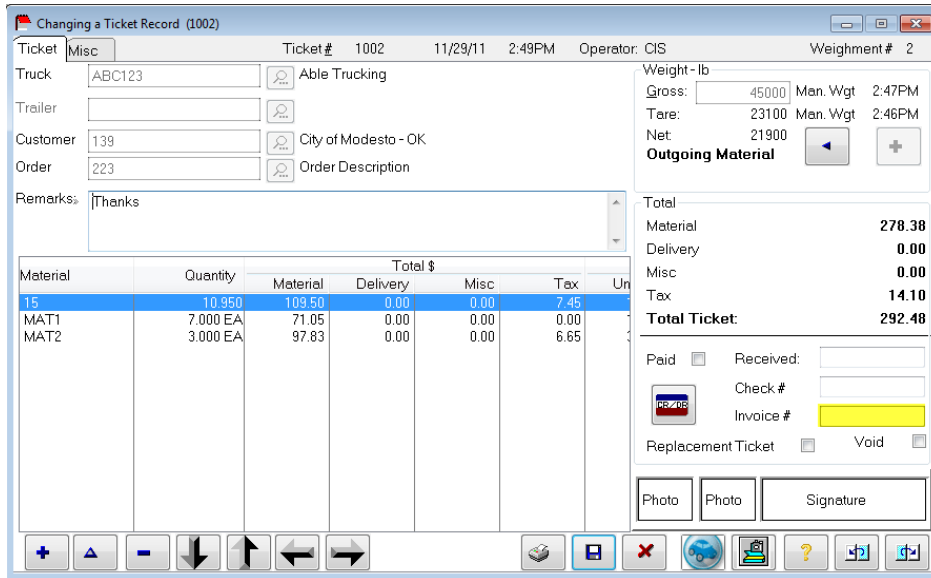 Changing a Ticket Record (1002)
Ticket Misc Ticket# 1002 11/29/11 2:49PM Operator: CIS Weighment# 2
Truck ABC123 Able Trucking
Trailer
Customer 139 City of Modesto - OK
Order 223 Order Description
Remarks Thanks
Weight-lb
Gross: 45000 Man. Wgt 2:47PM
Tare: 23100 Man. Wgt 2:46PM
Net: 21900
Outgoing Material
Total
Material 278.38
Delivery 0.00
Misc 0.00
Tax 14.10
Total Ticket: 292.48
Total $
Material Quantity Material Delivery Misc Tax Un
15 10.950 109.50 0.00 0.00 7.45
MAT1 7.000 EA 71.05 0.00 0.00 0.00
MAT2 3.000 EA 97.83 0.00 0.00 6.65
Paid Received:
Check #
CR/DR
Invoice #
Replacement Ticket Void
Photo Photo Signature